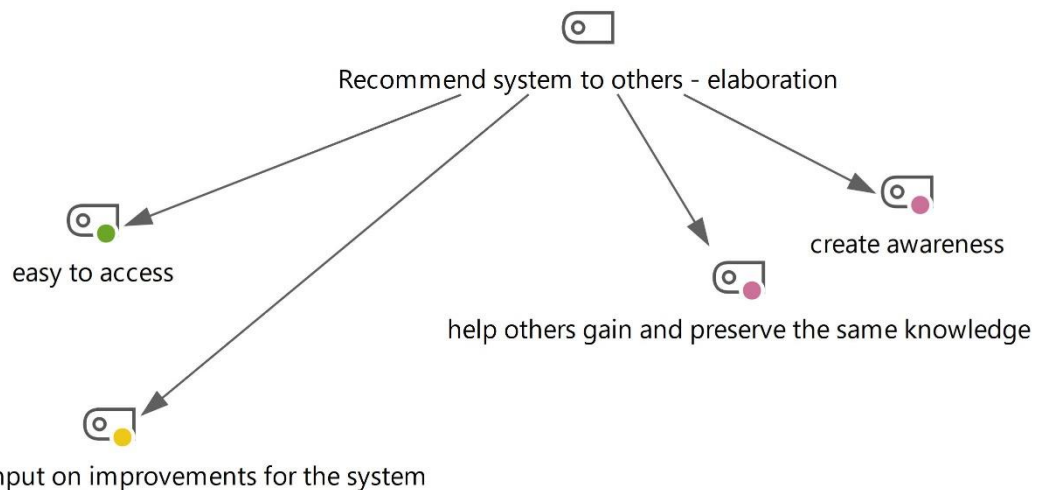 Recommend system to others - elaboration
create awareness
easy to access
help others gain and preserve the same knowledge
nput on improvements for the system